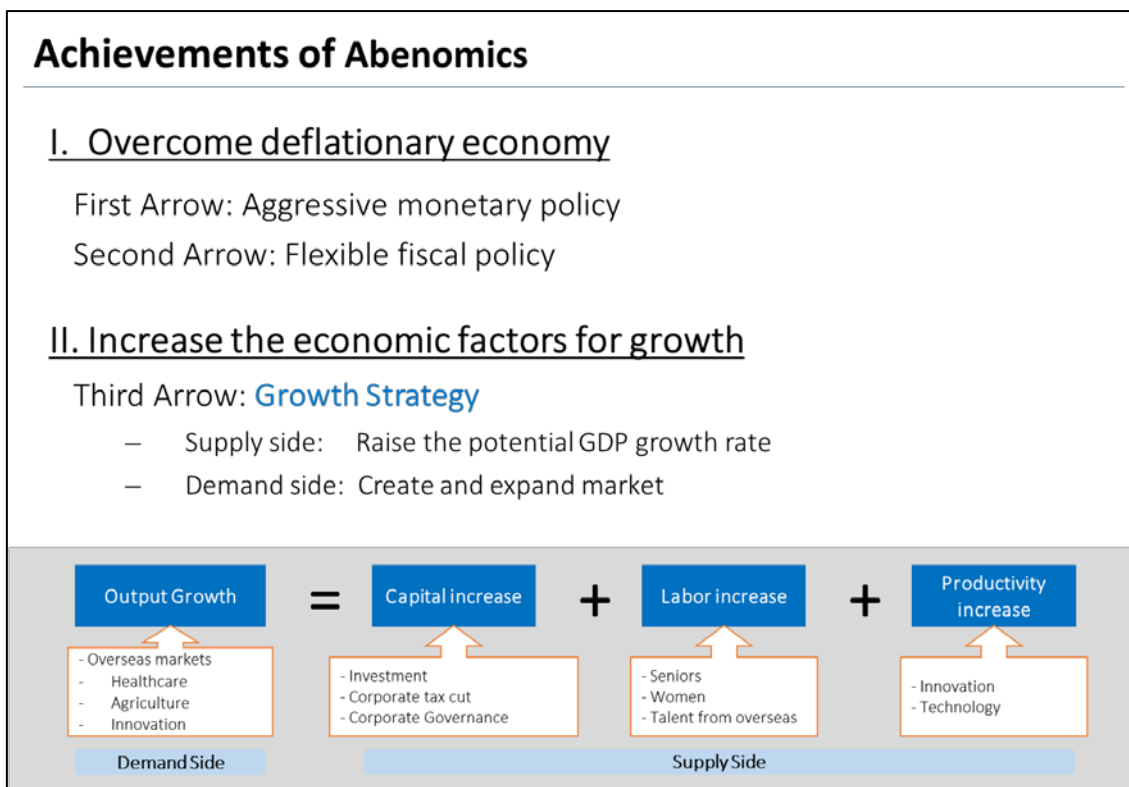 Achievements of Abenomics
I. Overcome deflationary economy
First Arrow: Aggressive monetary policy
Second Arrow: Flexible fiscal policy
II. Increase the economic factors for growth
Third Arrow: Growth Strategy
– Supply side: Raise the potential GDP growth rate
– Demand side: Create and expand market
Output Growth = Capital increase + Labor increase + Productivity
increase
- Overseas markets
- Healthcare
- Agriculture
- Innovation
- Investment
- Corporate tax cut
- Corporate Governance
- Seniors
- Women
- Talent from overseas
- Innovation
- Technology
Demand Side
Supply Side